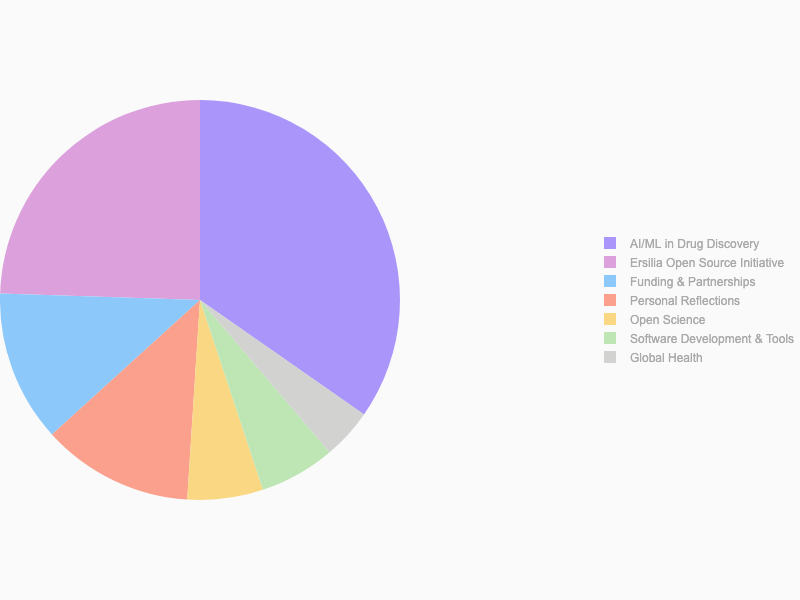 AI/ML in Drug Discovery
Ersilia Open Source Initiative
Funding & Partnerships
Personal Reflections
Open Science
Software Development & Tools
Global Health